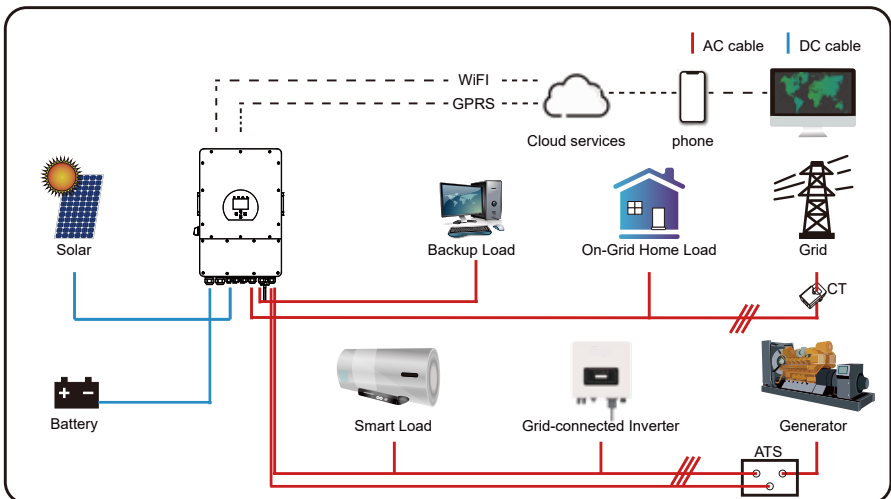 AC cable
DC cable
WiFI
GPRS
Cloud services
phone
Solar
Backup Load
On-Grid Home Load
Grid
CT
Battery
Smart Load
Grid-connected Inverter
Generator
ATS